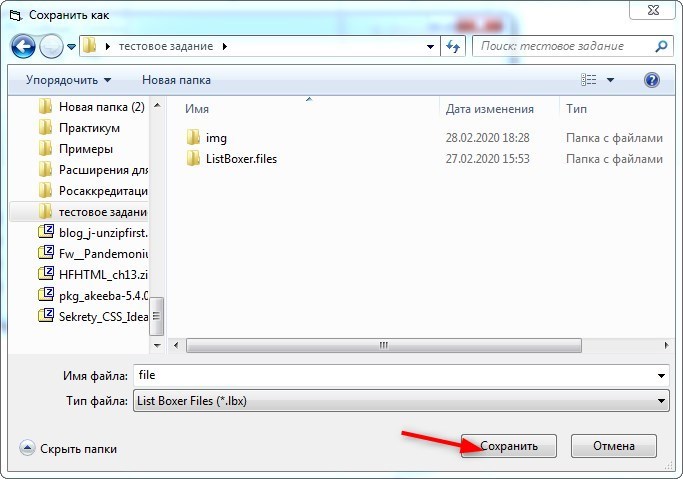 Сохранить как
тестовое задание
Поиск: тестовое задание
Упорядочить Новая папка
Новая папка (2)
Практикум
Примеры
Расширения для
Росаккредитаци
тестовое задани
blog_j-unzipfirst.
Fw__Pandemoniu
HFHTML_ch13.zi
pkg_akeeba-5.4.0
Sekrety_CSS_Idea
Имя Дата изменения Тип
img 28.02.2020 18:28 Папка с файлами
ListBoxer.files 27.02.2020 15:53 Папка с файлами
Имя файла: file
Тип файла: List Boxer Files (*.lbx)
Скрыть папки Сохранить Отмена